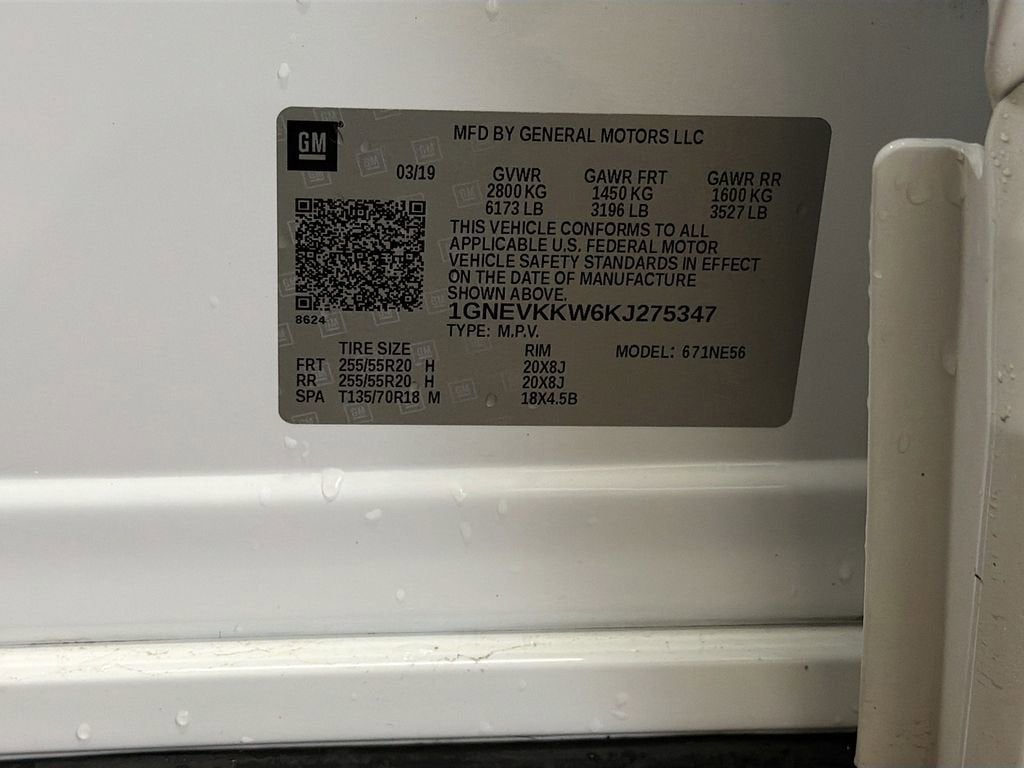 GM
MFD BY GENERAL MOTORS LLC
03/19
GVWR GAWR FRT GAWR RR
2800 KG 1450 KG 1600 KG
6173 LB 3196 LB 3527 LB
THIS VEHICLE CONFORMS TO ALL
APPLICABLE U.S. FEDERAL MOTOR
VEHICLE SAFETY STANDARDS IN EFFECT
ON THE DATE OF MANUFACTURE
SHOWN ABOVE.
8624
1GNEVKKW6KJ275347
TYPE: M.P.V.
TIRE SIZE RIM MODEL: 671NE56
FRT 255/55R20 H 20X8J
RR 255/55R20 H 20X8J
SPA T135/70R18 M 18X4.5B